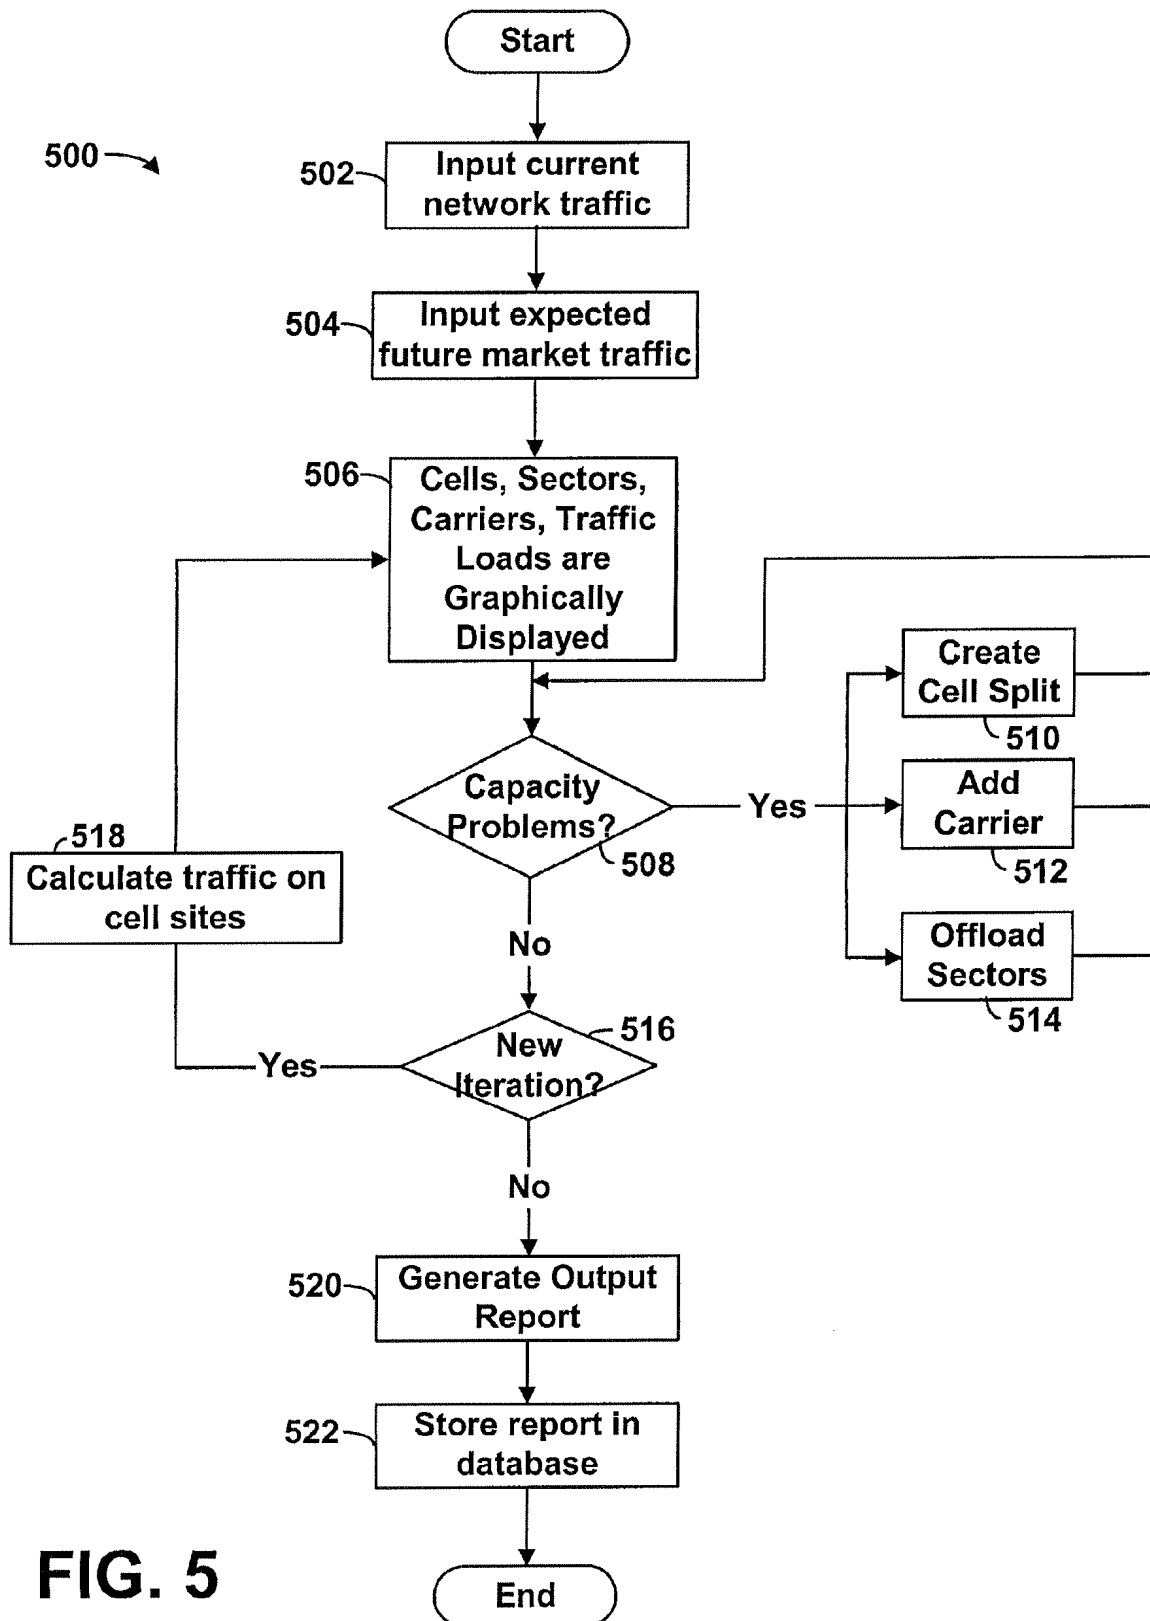 Start
500
502
Input current
network traffic
504
Input expected
future market traffic
506
Cells, Sectors,
Carriers, Traffic
Loads are
Graphically
Displayed
Create
Cell Split
510
Capacity
Problems?
508
Yes
Add
Carrier
512
518
Calculate traffic on
cell sites
No
Offload
Sectors
514
516
New
Iteration?
Yes
No
520
Generate Output
Report
522
Store report in
database
End
FIG. 5